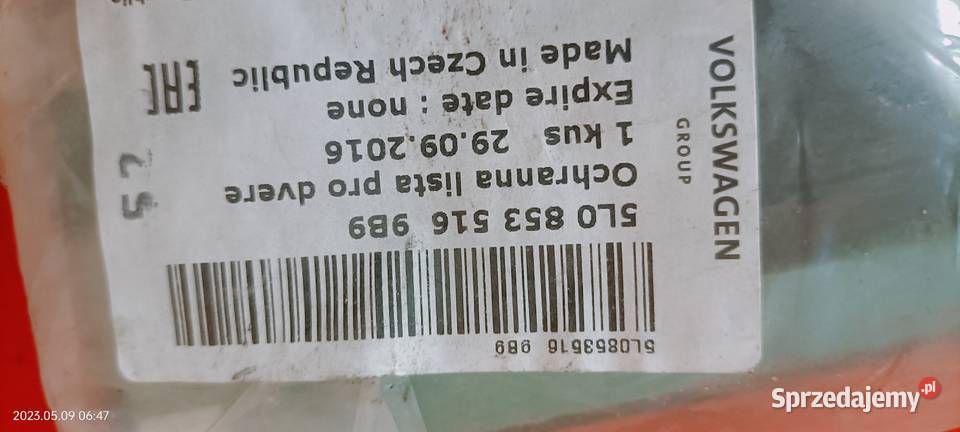 5L0853516 9B9
5L0 853 516 9B9
Ochranna lista pro dvere
1 kus 29.09.2016
Expire date : none
Made in Czech Republic
EAC
VOLKSWAGEN
GROUP
2023.05.09 06:47
Sprzedajemy.pl